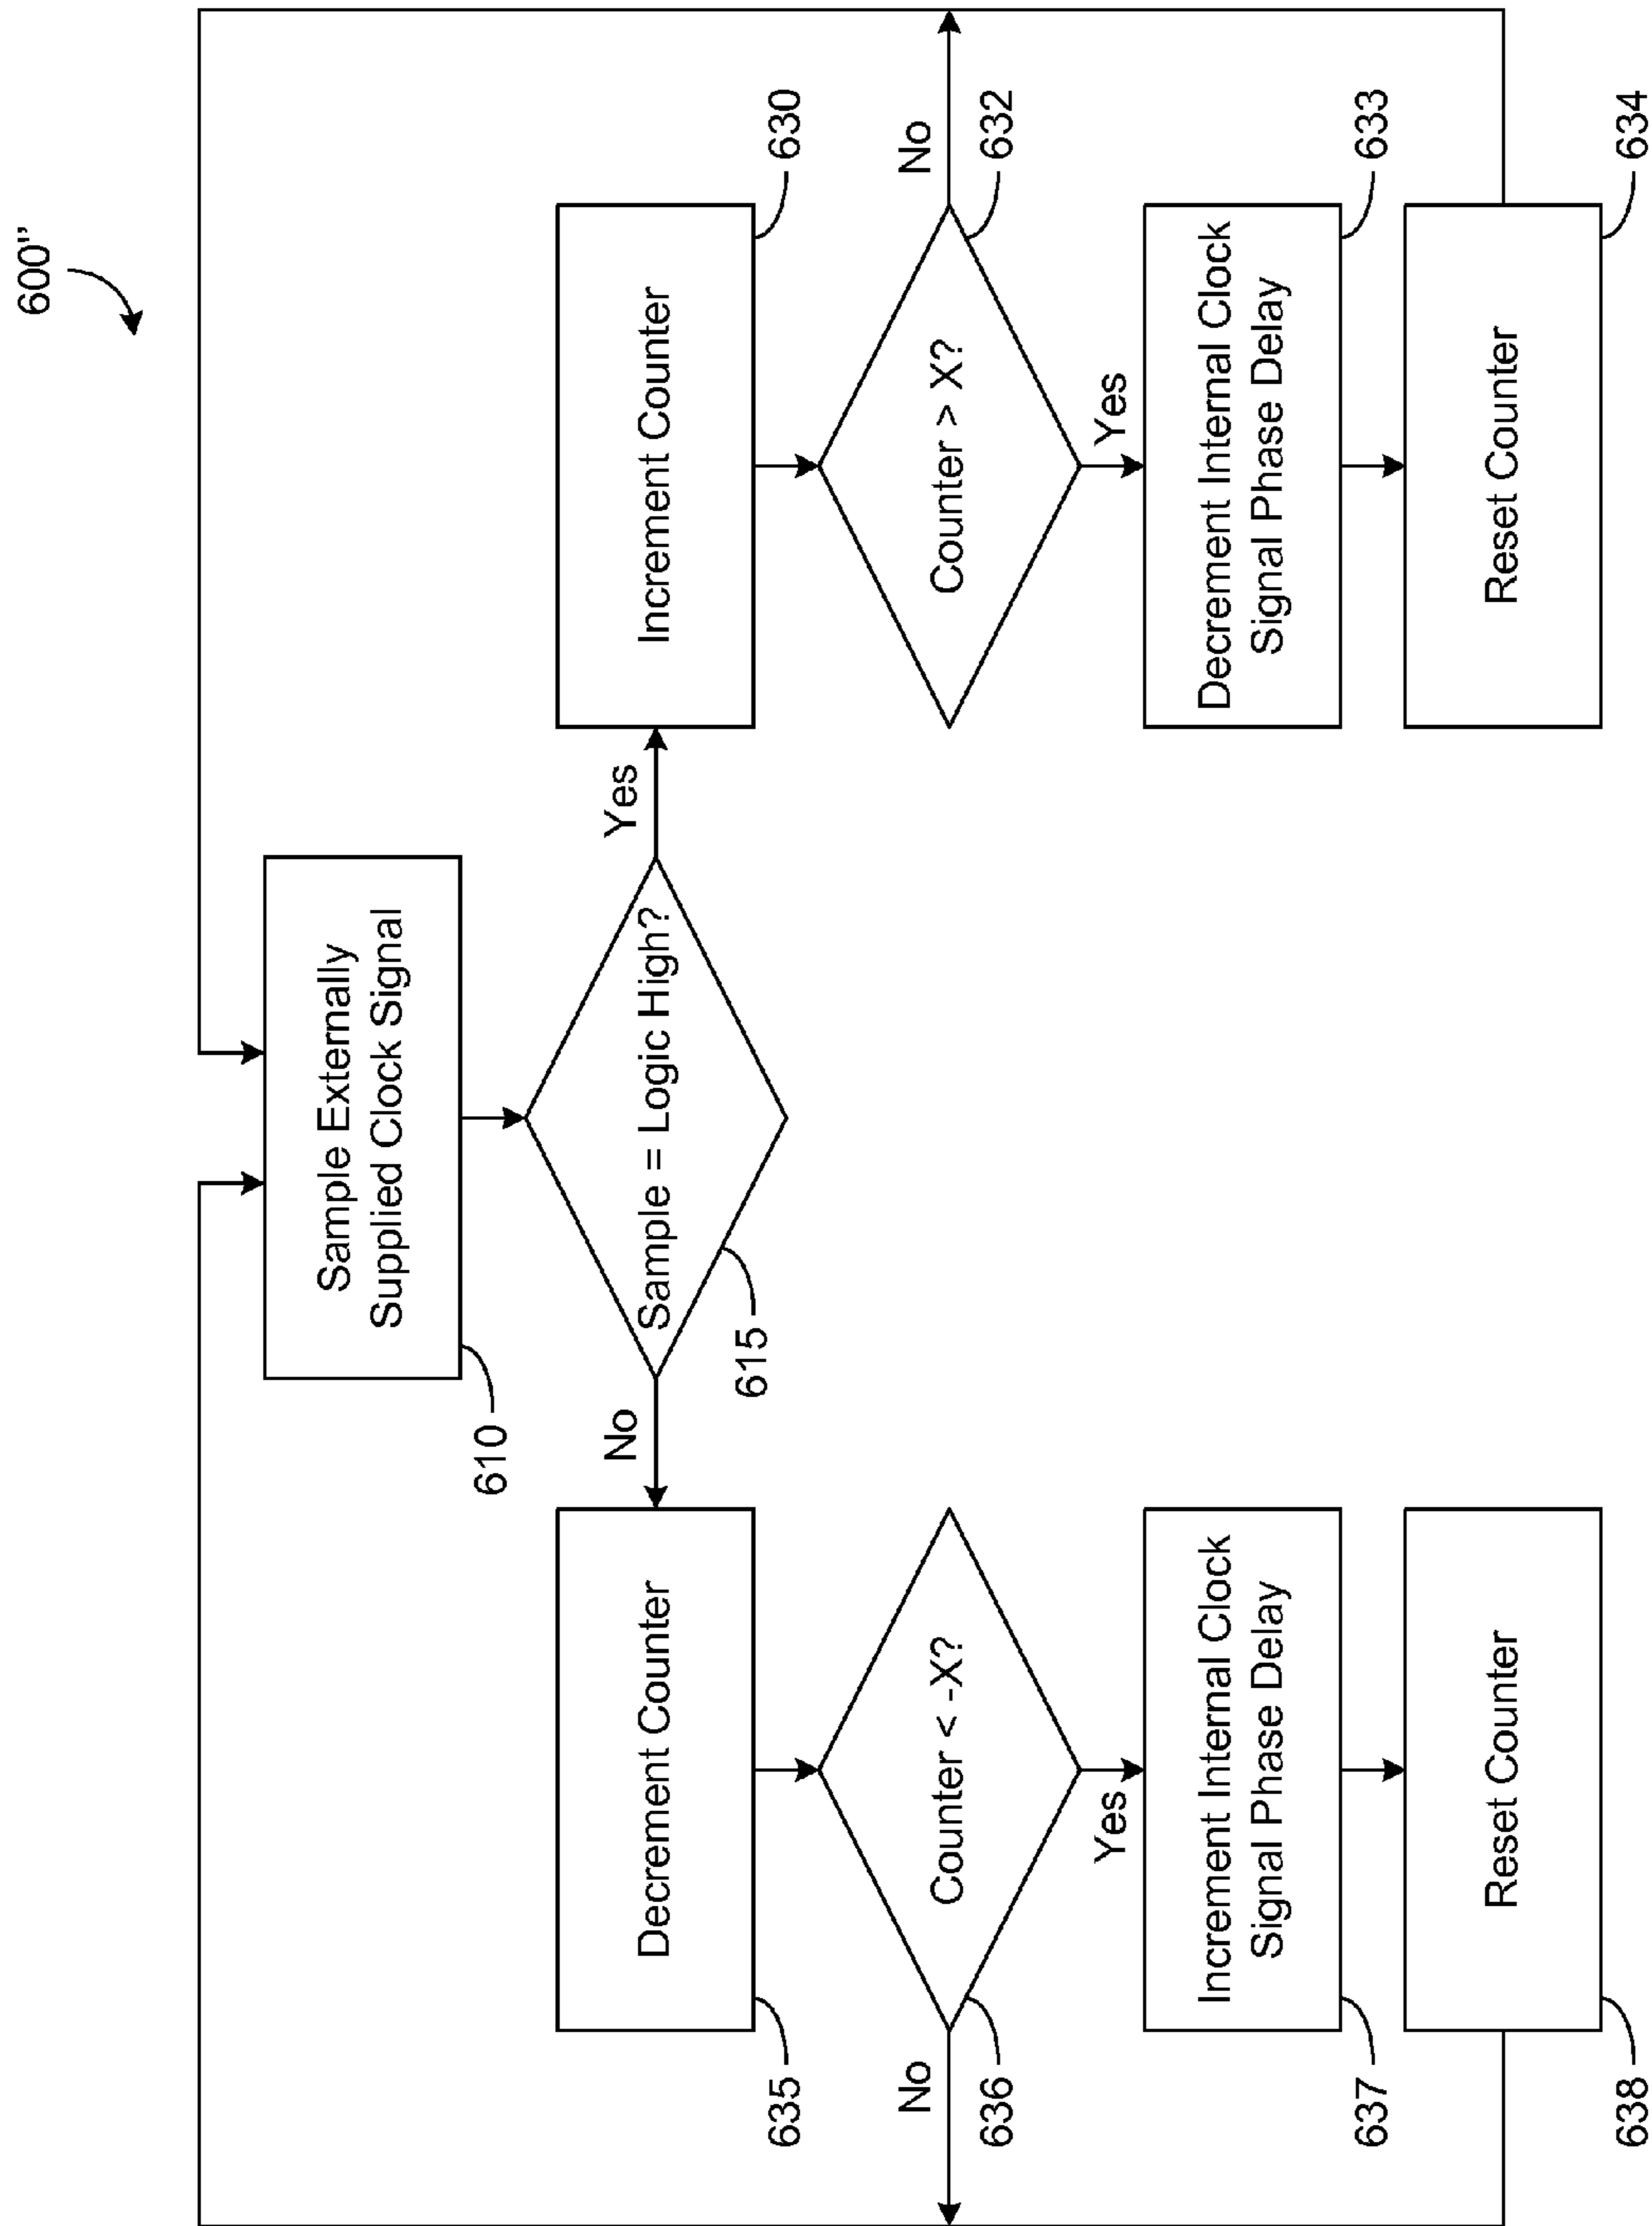 600"
Sample Externally
Supplied Clock Signal
610
Sample = Logic High?
615
No
Yes
Decrement Counter
635
Increment Counter
630
Counter < -X?
No
636
Yes
Counter > X?
No
632
Yes
Increment Internal Clock
Signal Phase Delay
637
Decrement Internal Clock
Signal Phase Delay
633
Reset Counter
638
Reset Counter
634